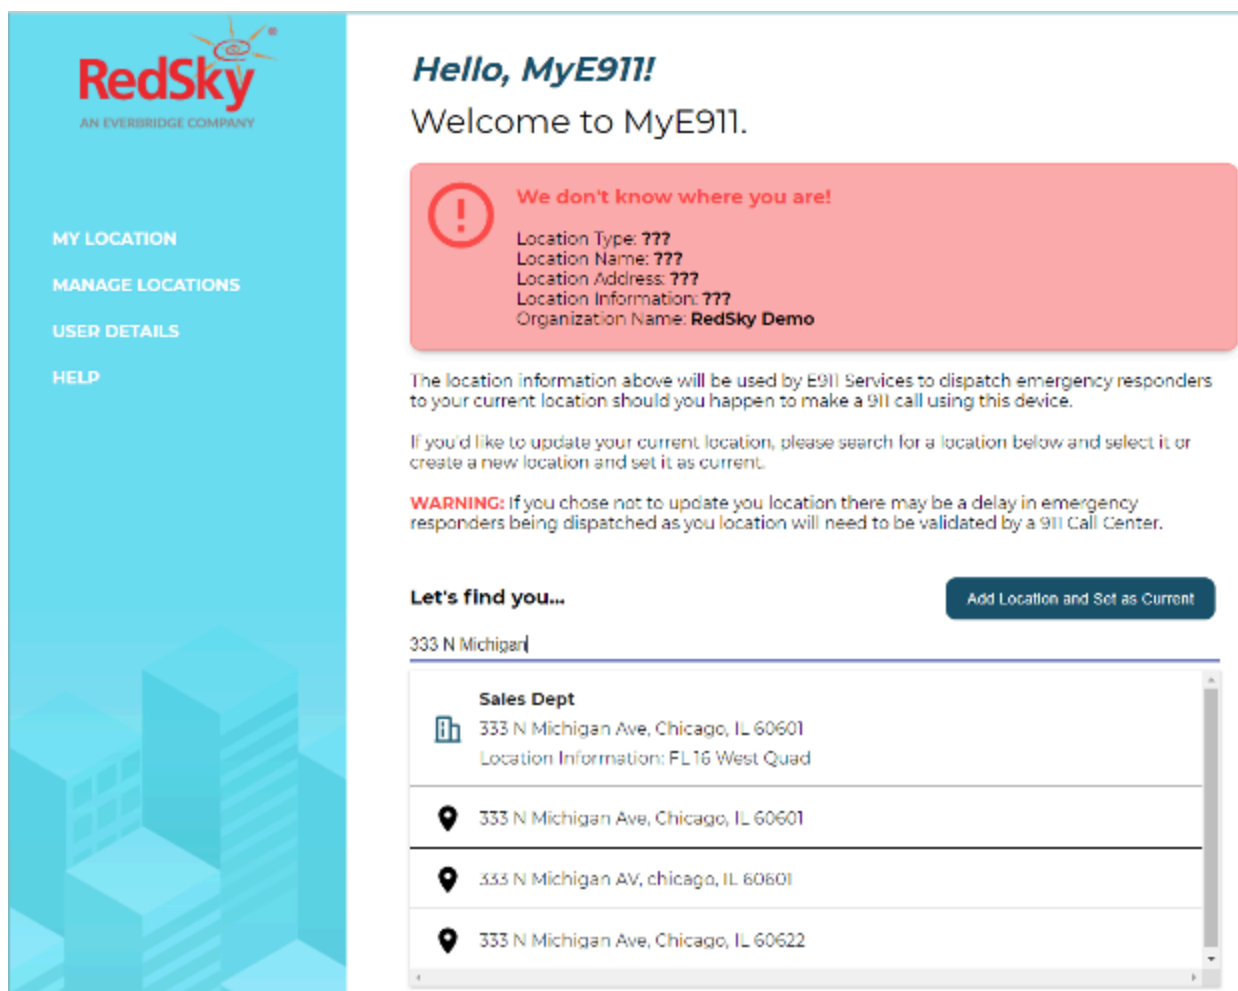 RedSky
AN EVERBRIDGE COMPANY
MY LOCATION
MANAGE LOCATIONS
USER DETAILS
HELP
Hello, MyE911!
Welcome to MyE911.
We don't know where you are!
Location Type: ???
Location Name: ???
Location Address: ???
Location Information: ???
Organization Name: RedSky Demo
The location information above will be used by E911 Services to dispatch emergency responders
to your current location should you happen to make a 911 call using this device.
If you'd like to update your current location, please search for a location below and select it or
create a new location and set it as current.
WARNING: If you chose not to update you location there may be a delay in emergency
responders being dispatched as you location will need to be validated by a 911 Call Center.
Let's find you...
Add Location and Set as Current
333 N Michigan
Sales Dept
333 N Michigan Ave, Chicago, IL 60601
Location Information: FL 16 West Quad
333 N Michigan Ave, Chicago, IL 60601
333 N Michigan AV, chicago, IL 60601
333 N Michigan Ave, Chicago, IL 60622